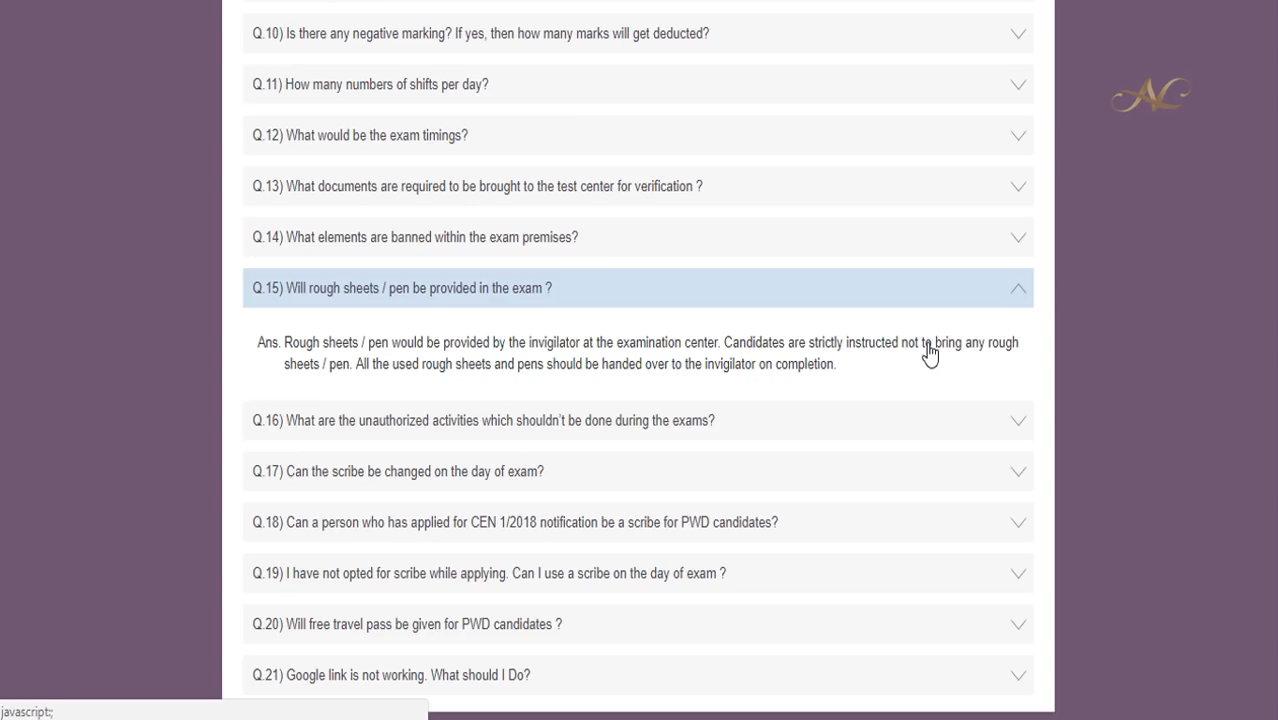 Q.10) Is there any negative marking? If yes, then how many marks will get deducted?
Q.11) How many numbers of shifts per day?
AC
Q.12) What would be the exam timings?
Q.13) What documents are required to be brought to the test center for verification ?
Q.14) What elements are banned within the exam premises?
Q.15) Will rough sheets / pen be provided in the exam ?
Ans. Rough sheets / pen would be provided by the invigilator at the examination center. Candidates are strictly instructed not to bring any rough
sheets / pen. All the used rough sheets and pens should be handed over to the invigilator on completion.
Q.16) What are the unauthorized activities which shouldn't be done during the exams?
Q.17) Can the scribe be changed on the day of exam?
Q.18) Can a person who has applied for CEN 1/2018 notification be a scribe for PWD candidates?
Q.19) I have not opted for scribe while applying. Can I use a scribe on the day of exam ?
Q.20) Will free travel pass be given for PWD candidates ?
Q.21) Google link is not working. What should I Do?
javascript:;